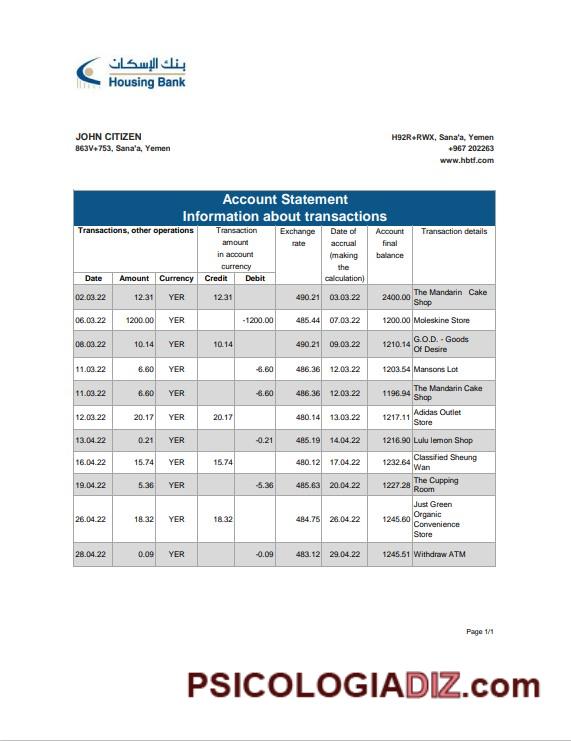 بنك الإسكان
Housing Bank
JOHN CITIZEN
863V+753, Sana'a, Yemen
H92R+RWX, Sana'a, Yemen
+967 202263
www.hbtf.com
Account Statement
Information about transactions
Transactions, other operations
Transaction
amount
in account
currency
Exchange
rate
Date of
accrual
(making
the
calculation)
Account
final
balance
Transaction details
Date Amount Currency Credit Debit
02.03.22 12.31 YER 12.31 490.21 03.03.22 2400.00 The Mandarin Cake
Shop
06.03.22 1200.00 YER -1200.00 485.44 07.03.22 1200.00 Moleskine Store
08.03.22 10.14 YER 10.14 490.21 09.03.22 1210.14 G.O.D. - Goods
Of Desire
11.03.22 6.60 YER -6.60 486.36 12.03.22 1203.54 Mansons Lot
11.03.22 6.60 YER -6.60 486.36 12.03.22 1196.94 The Mandarin Cake
Shop
12.03.22 20.17 YER 20.17 480.14 13.03.22 1217.11 Adidas Outlet
Store
13.04.22 0.21 YER -0.21 485.19 14.04.22 1216.90 Lulu lemon Shop
16.04.22 15.74 YER 15.74 480.12 17.04.22 1232.64 Classified Sheung
Wan
19.04.22 5.36 YER -5.36 485.63 20.04.22 1227.28 The Cupping
Room
26.04.22 18.32 YER 18.32 484.75 26.04.22 1245.60 Just Green
Organic
Convenience
Store
28.04.22 0.09 YER -0.09 483.12 29.04.22 1245.51 Withdraw ATM
Page 1/1
PSICOLOGIADIZ.com